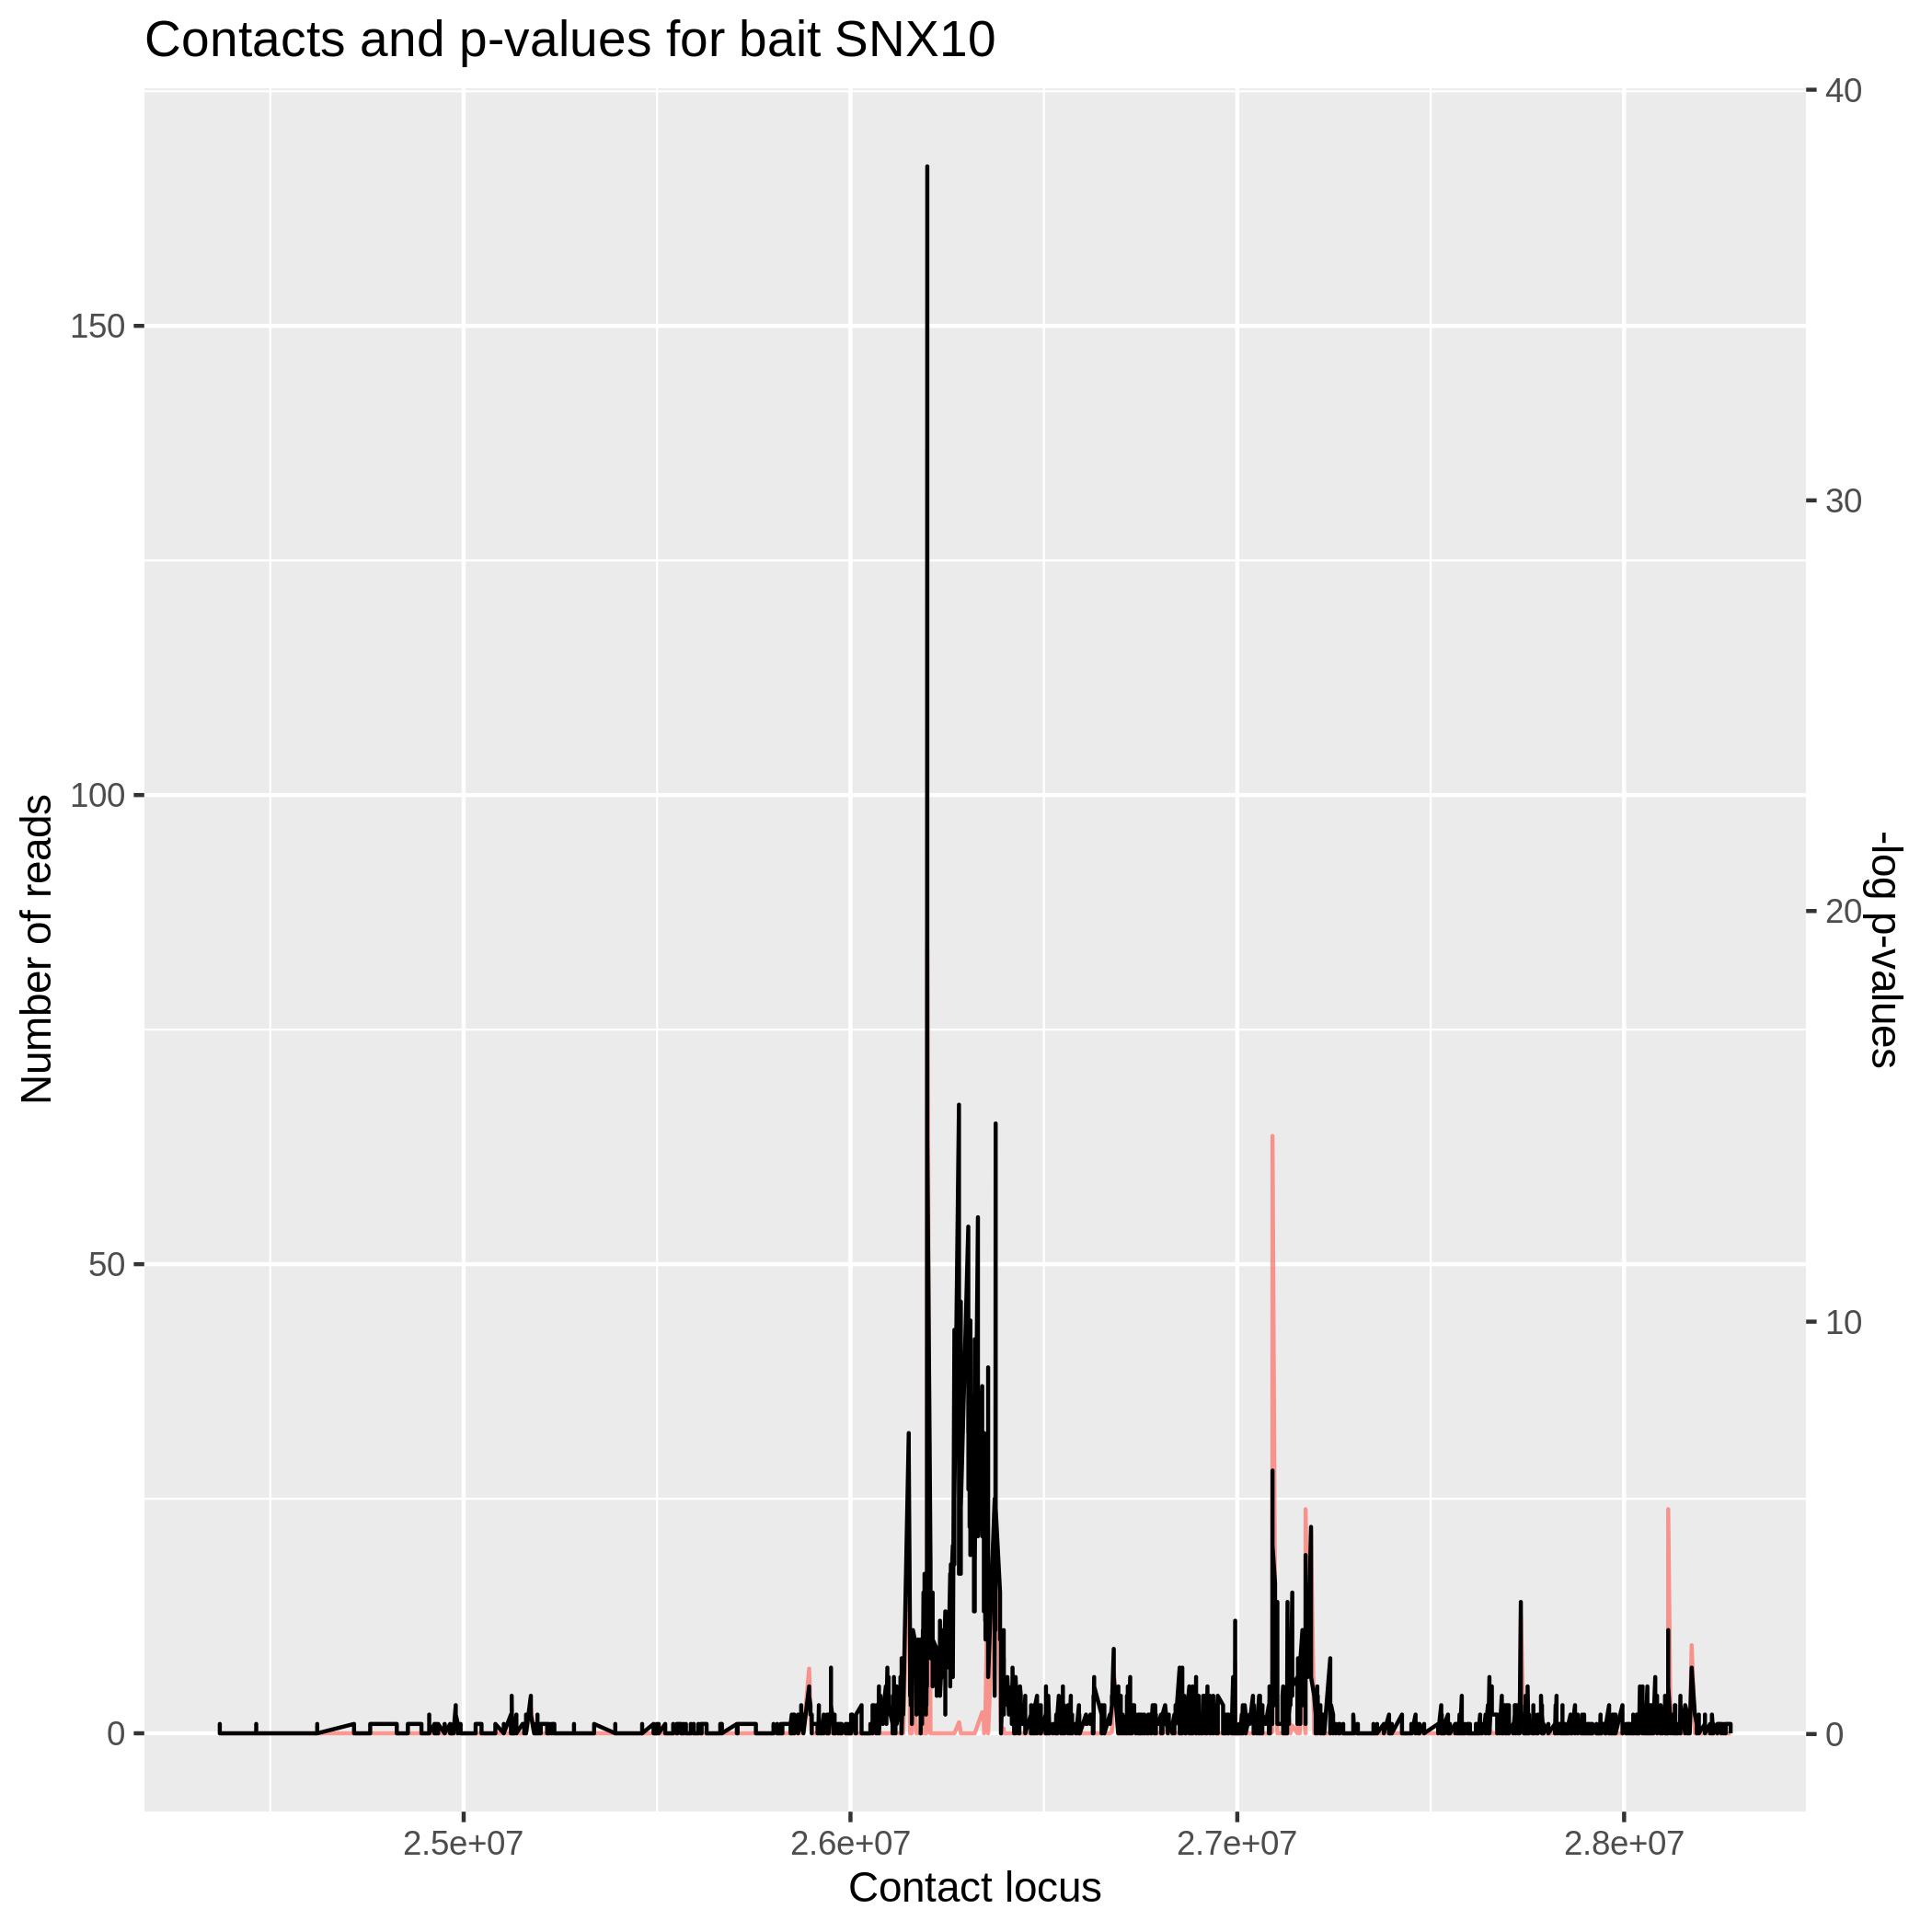 Contacts and p-values for bait SNX10
Number of reads
150
100
50
0
40
30
20
10
0
-log p-values
2.5e+07
2.6e+07
2.7e+07
2.8e+07
Contact locus